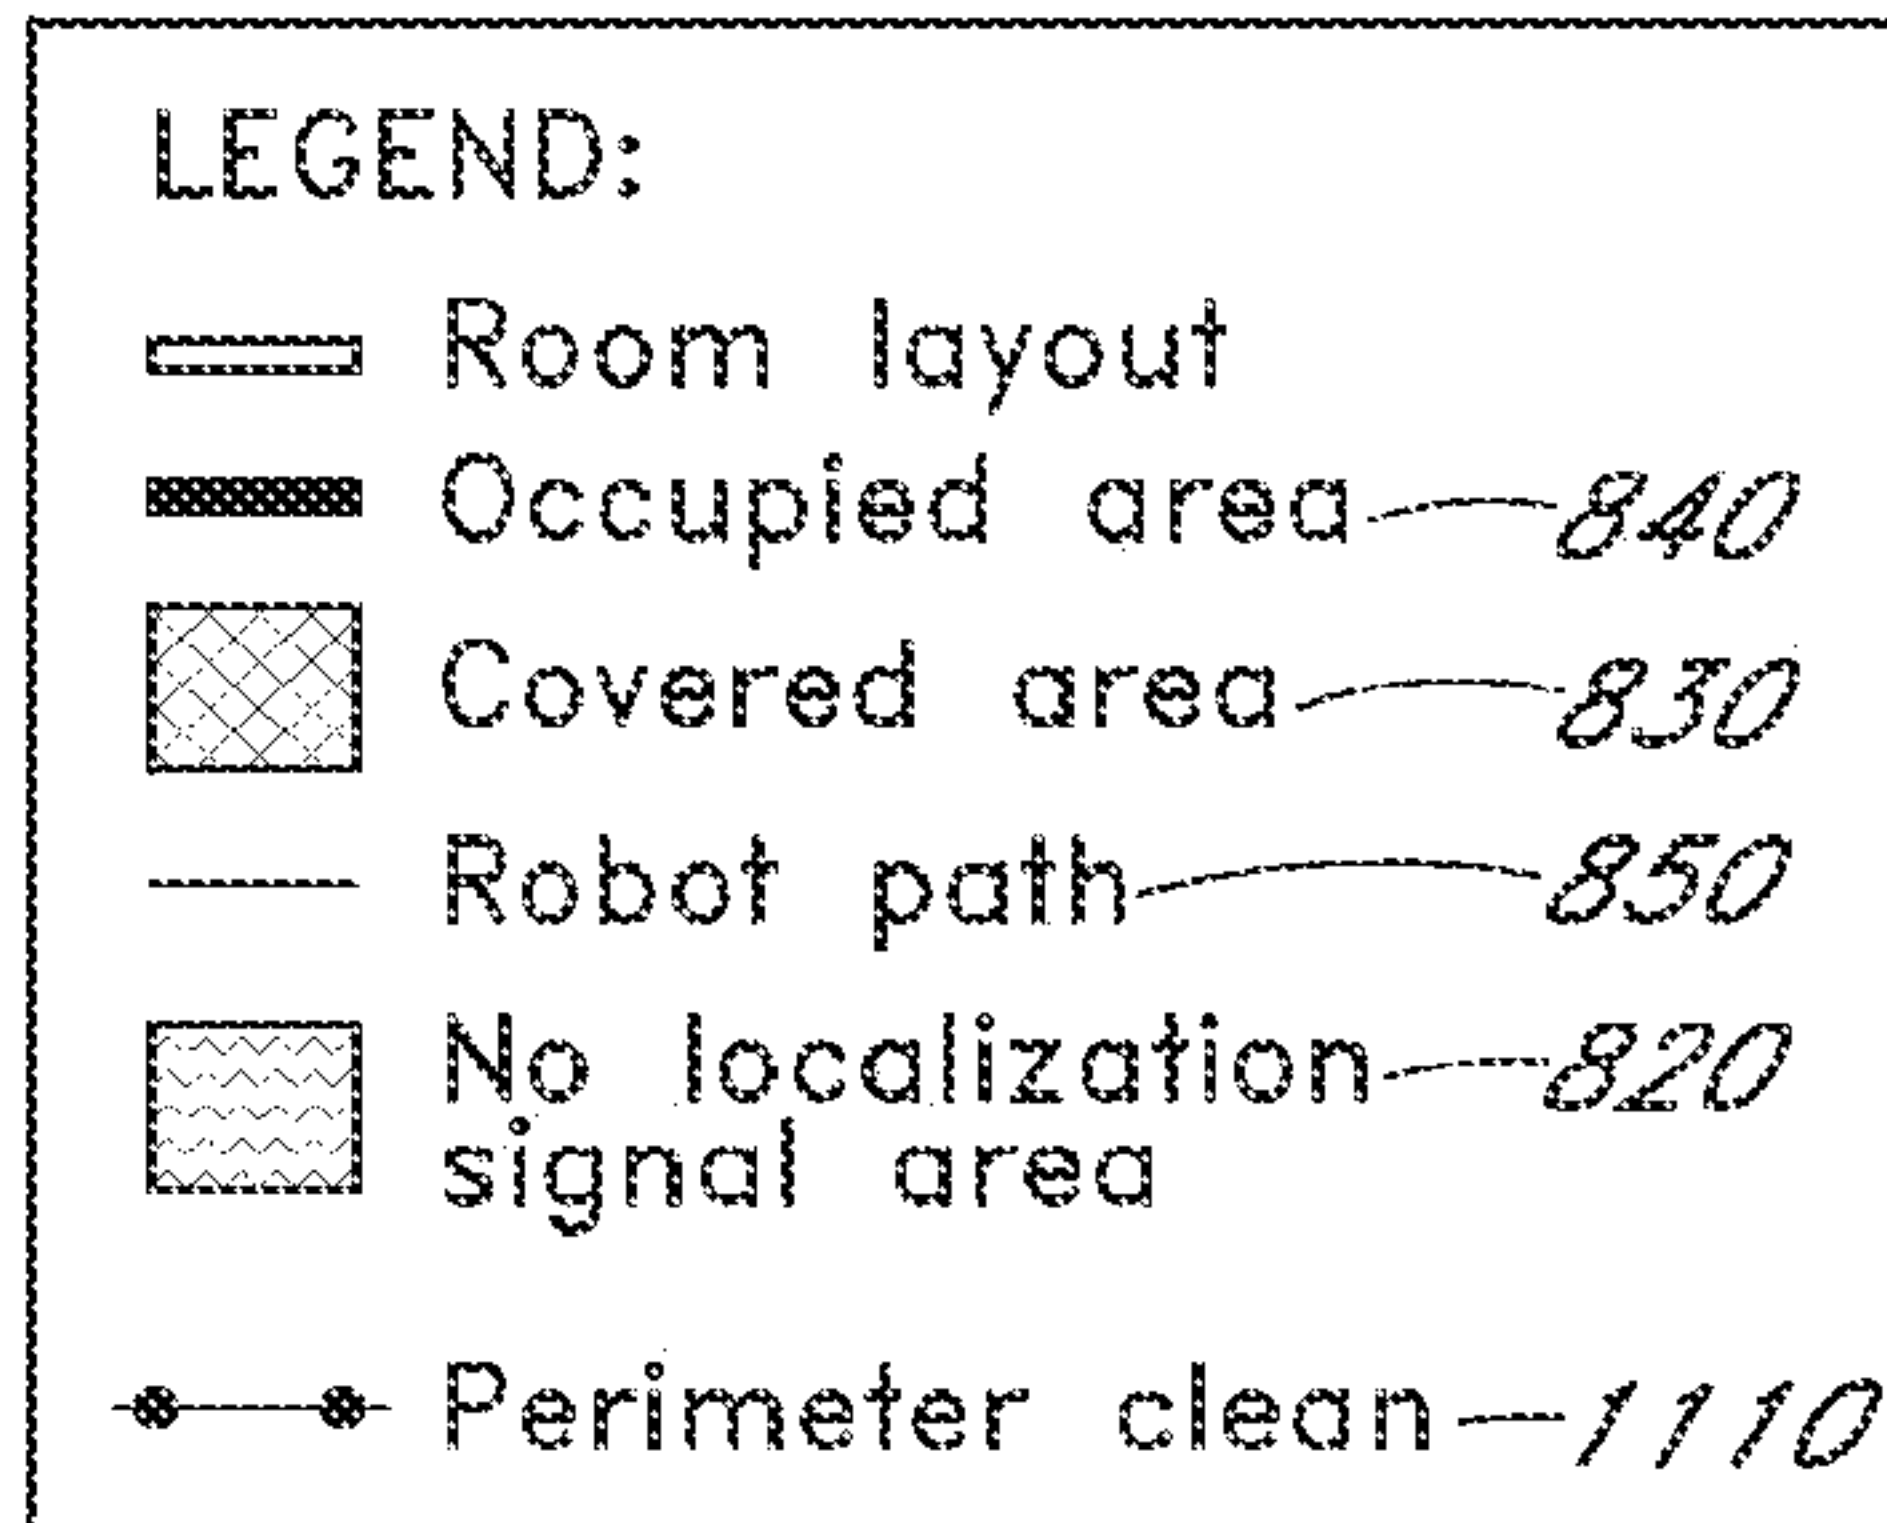 LEGEND:
Room layout
Occupied area 840
Covered area 830
Robot path 850
No localization 820
signal area
Perimeter clean 1110